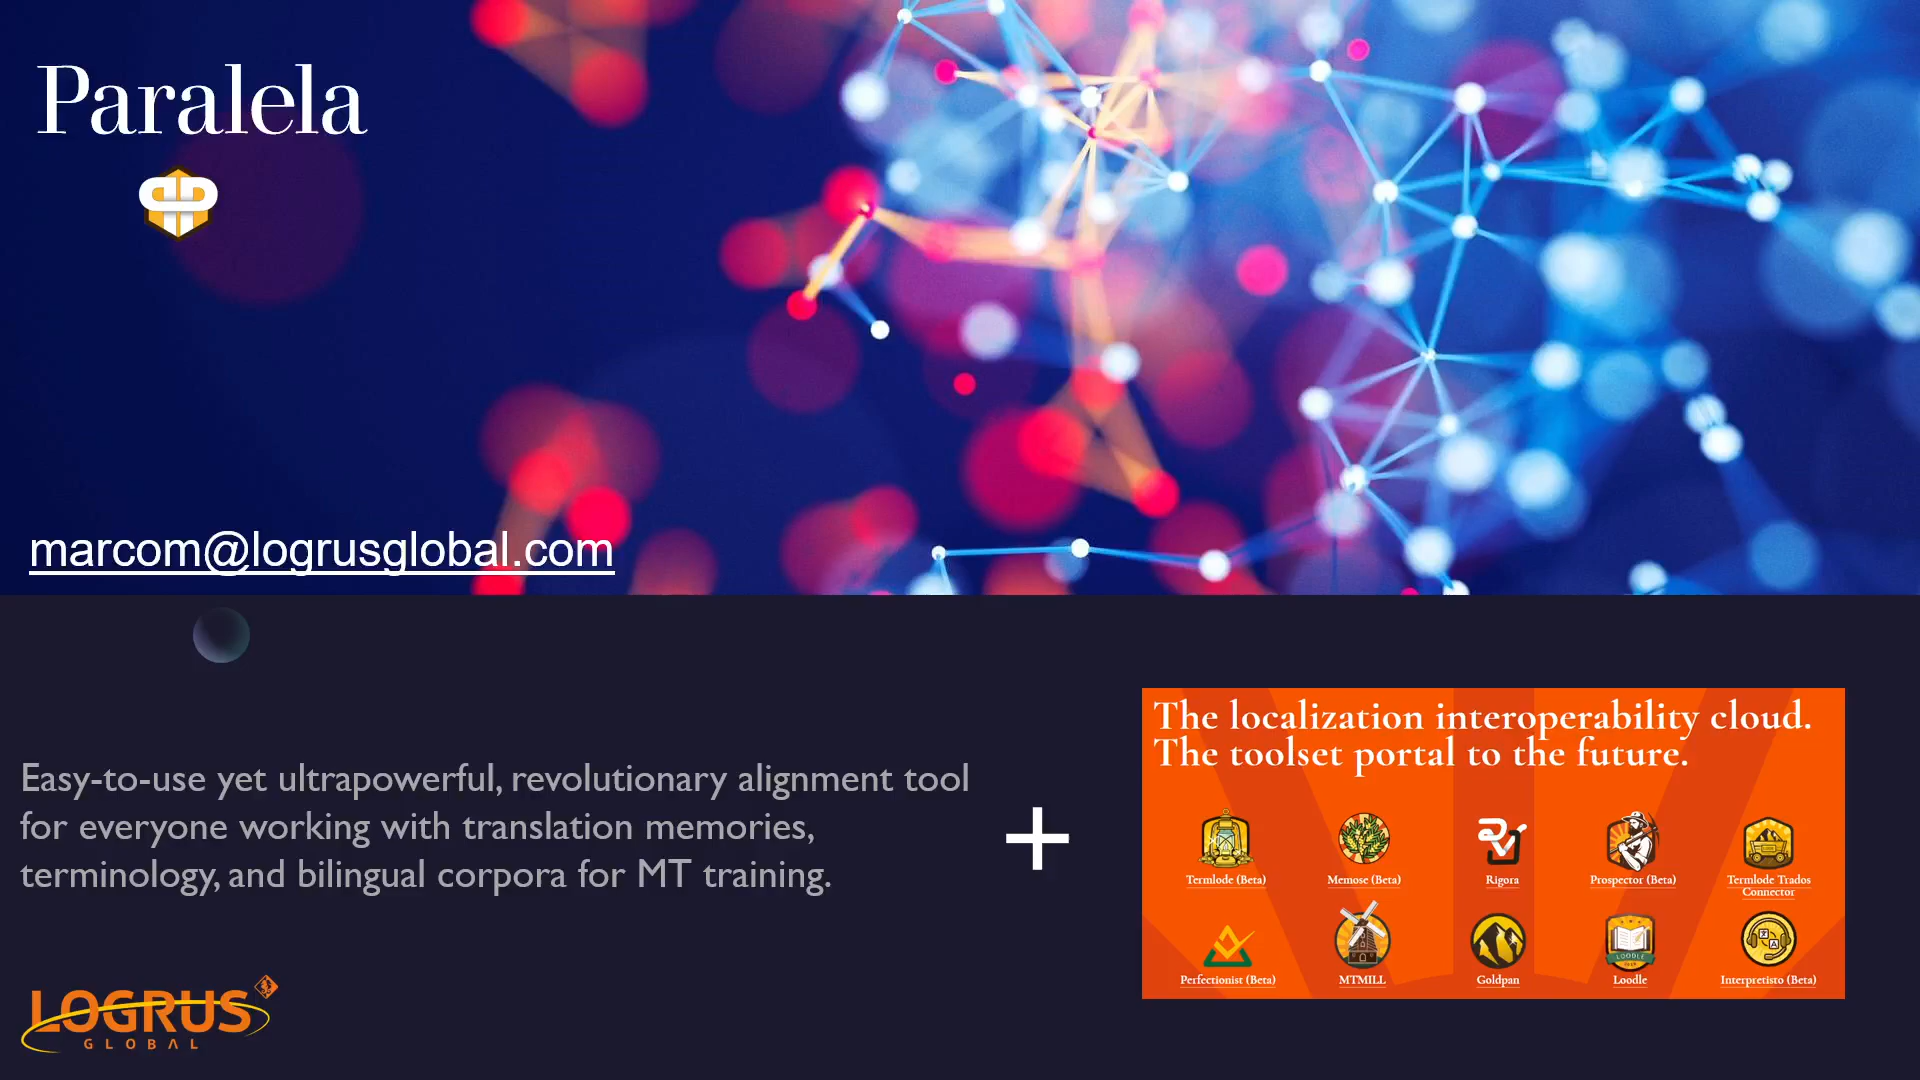 Paralela
marcom@logrusglobal.com
Easy-to-use yet ultrapowerful, revolutionary alignment tool
for everyone working with translation memories,
terminology, and bilingual corpora for MT training.
+
The localization interoperability cloud.
The toolset portal to the future.
Termlode (Beta)
Memose (Beta)
Rigora
Prospector (Beta)
Termlode Trados
Connector
Perfectionist (Beta)
MTMILL
Goldpan
LOODLE
Loodle
Interpretisto (Beta)
LOGRUS
GLOBAL